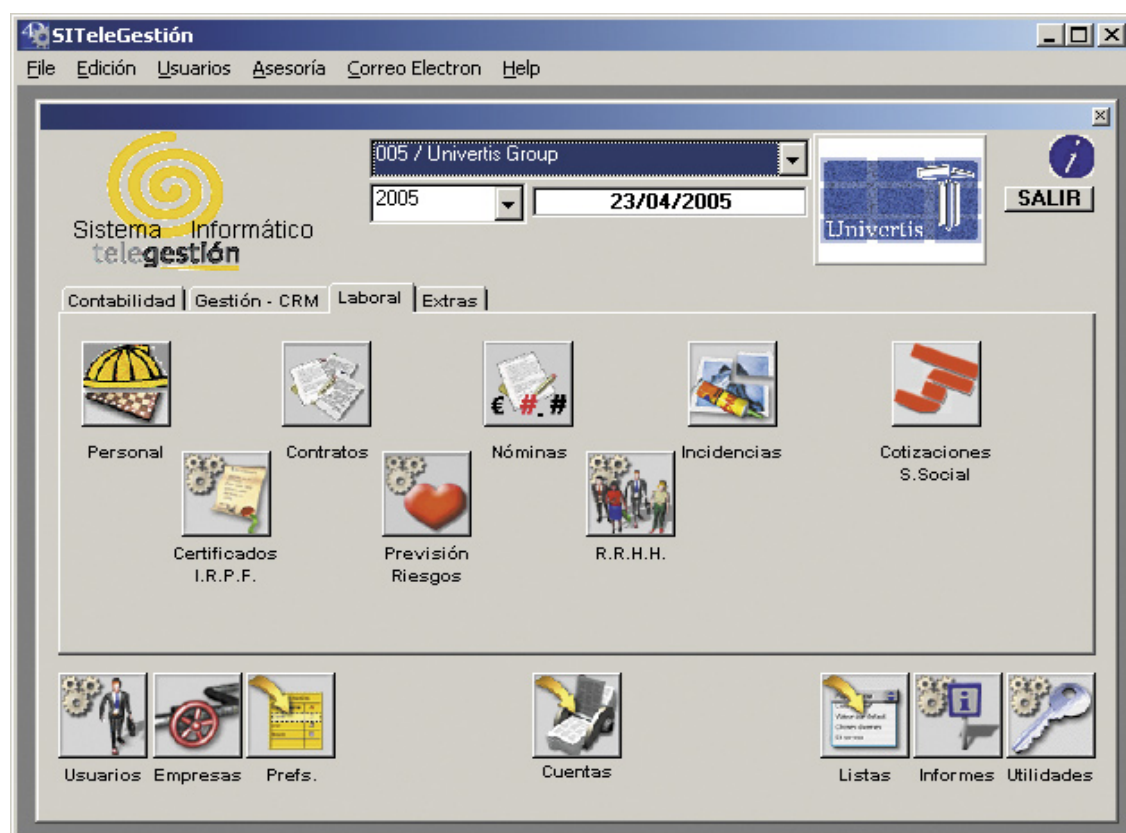 SITeleGestión
File Edición Usuarios Asesoría Correo Electron Help
005 / Univertis Group
2005
23/04/2005
Univertis
SALIR
Sistema Informático
telegestión
Contabilidad
Gestión - CRM
Laboral
Extras
€ #.#
Personal
Contratos
Nóminas
Incidencias
Cotizaciones
S.Social
Certificados
I.R.P.F.
Previsión
Riesgos
R.R.H.H.
Usuarios
Empresas
Prefs.
Cuentas
Listas
Informes
Utilidades